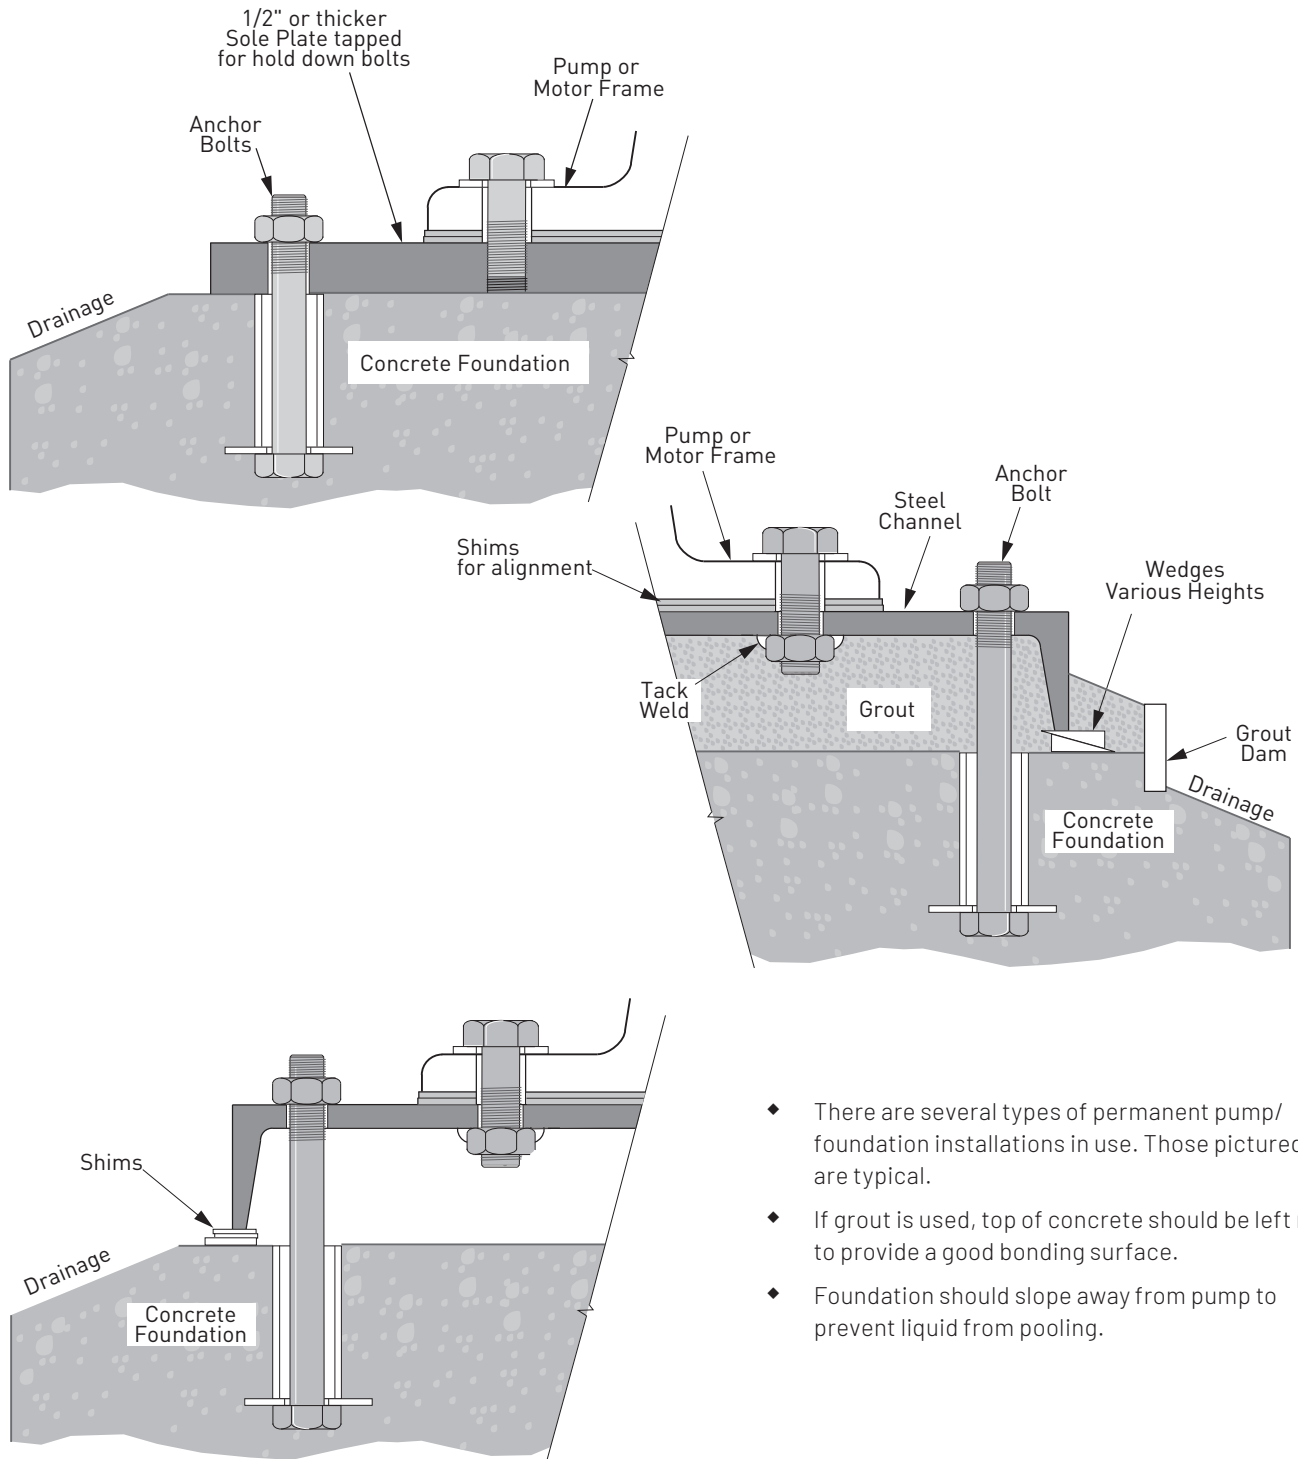 1/2" or thicker
Sole Plate tapped
for hold down bolts
Pump or
Motor Frame
Anchor
Bolts
Drainage
Concrete Foundation
Pump or
Motor Frame
Anchor
Bolt
Steel
Channel
Shims
for alignment
Wedges
Various Heights
Tack
Weld
Grout
Grout
Dam
Drainage
Concrete
Foundation
Shims
Drainage
Concrete
Foundation
◆ There are several types of permanent pump/
foundation installations in use. Those pictured
are typical.
◆ If grout is used, top of concrete should be left
to provide a good bonding surface.
◆ Foundation should slope away from pump to
prevent liquid from pooling.